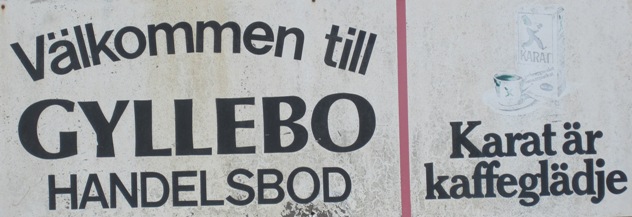 Välkommen till
GYLLEBO
HANDELSBOD
KARAT
Karat är
kaffeglädje